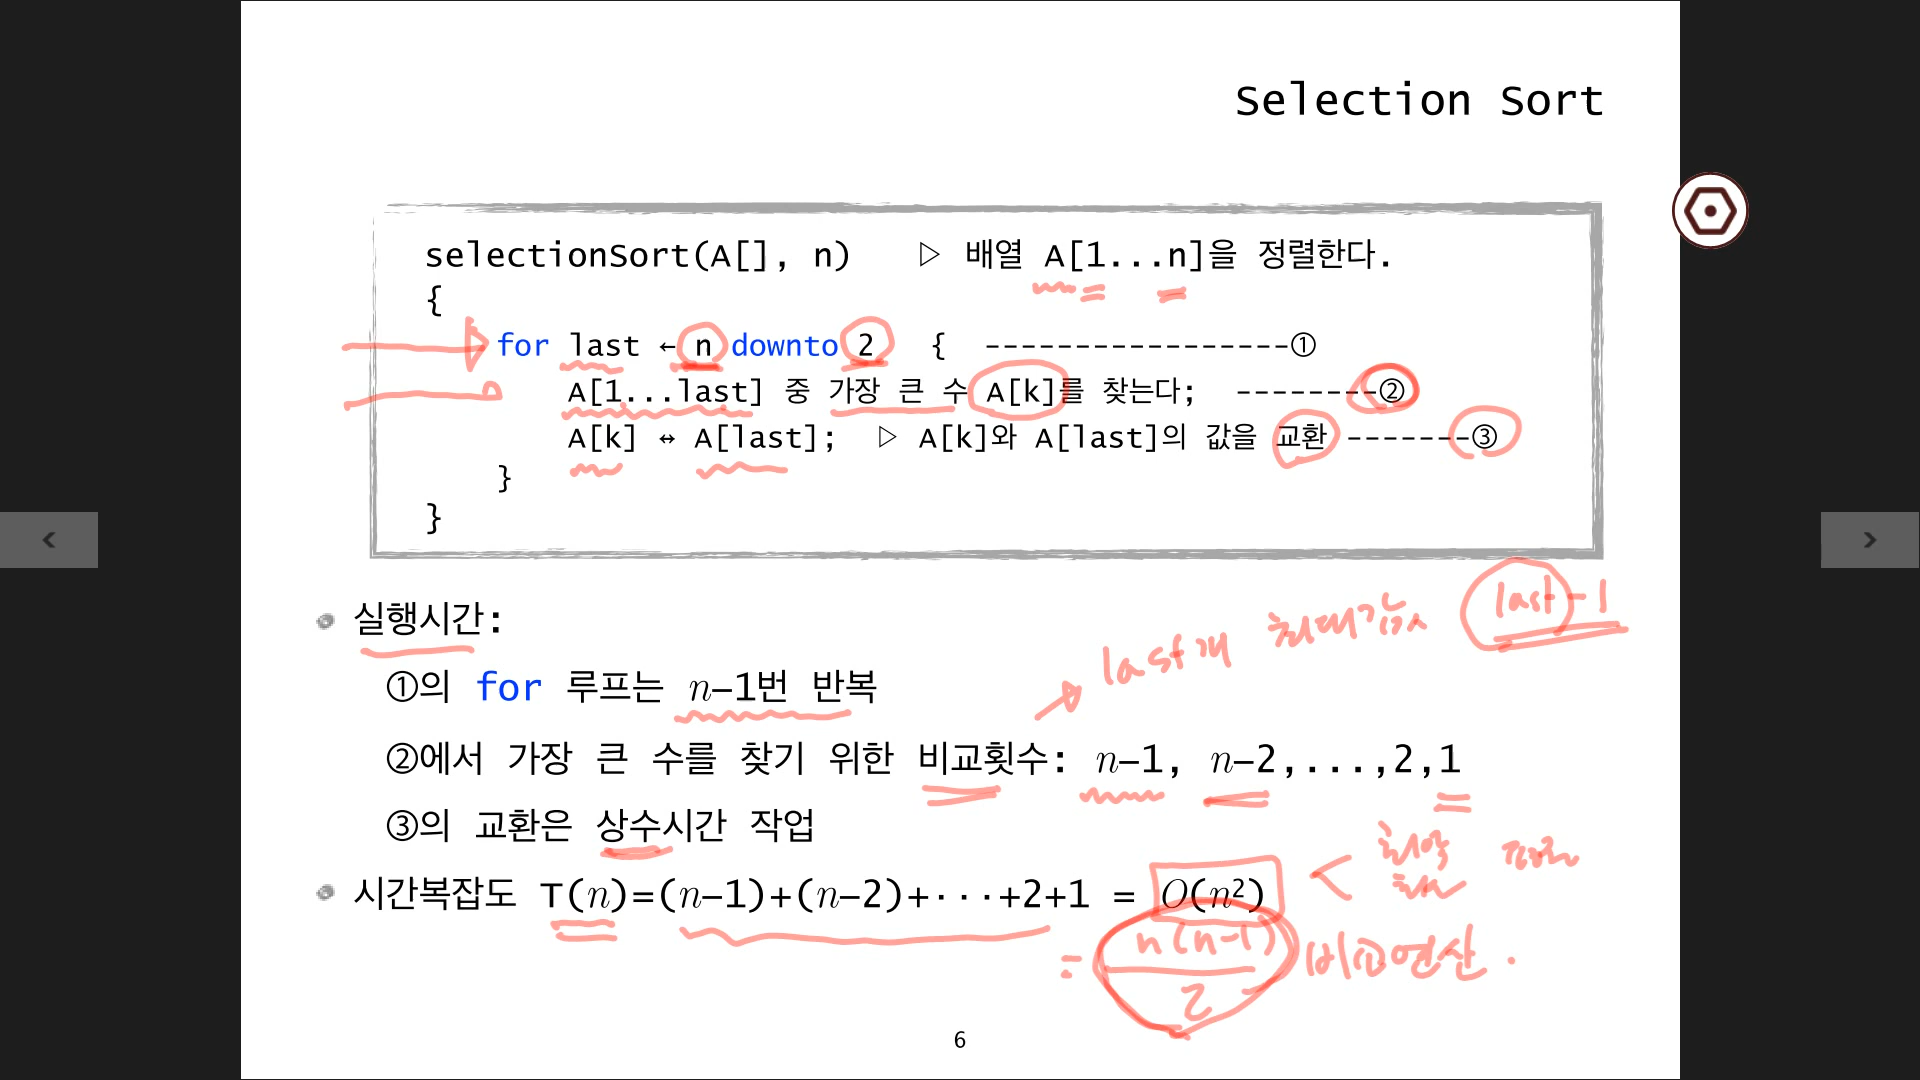 Selection Sort
selectionSort(A[], n) ▷ 배열 A[1...n]을 정렬한다.
{
for last ← n downto 2 { -----------------①
A[1...last] 중 가장 큰 수 A[k]를 찾는다; --------②
A[k] ↔ A[last]; ▷ A[k]와 A[last]의 값을 교환 -------③
}
}
실행시간:
last개 최대값 last-1
①의 for 루프는 n–1번 반복
②에서 가장 큰 수를 찾기 위한 비교횟수: n–1, n–2,...,2,1
③의 교환은 상수시간 작업
최악
시간복잡도 T(n)=(n–1)+(n–2)+···+2+1 = O(n²) <
= n(n-1)/2 비교연산.
6